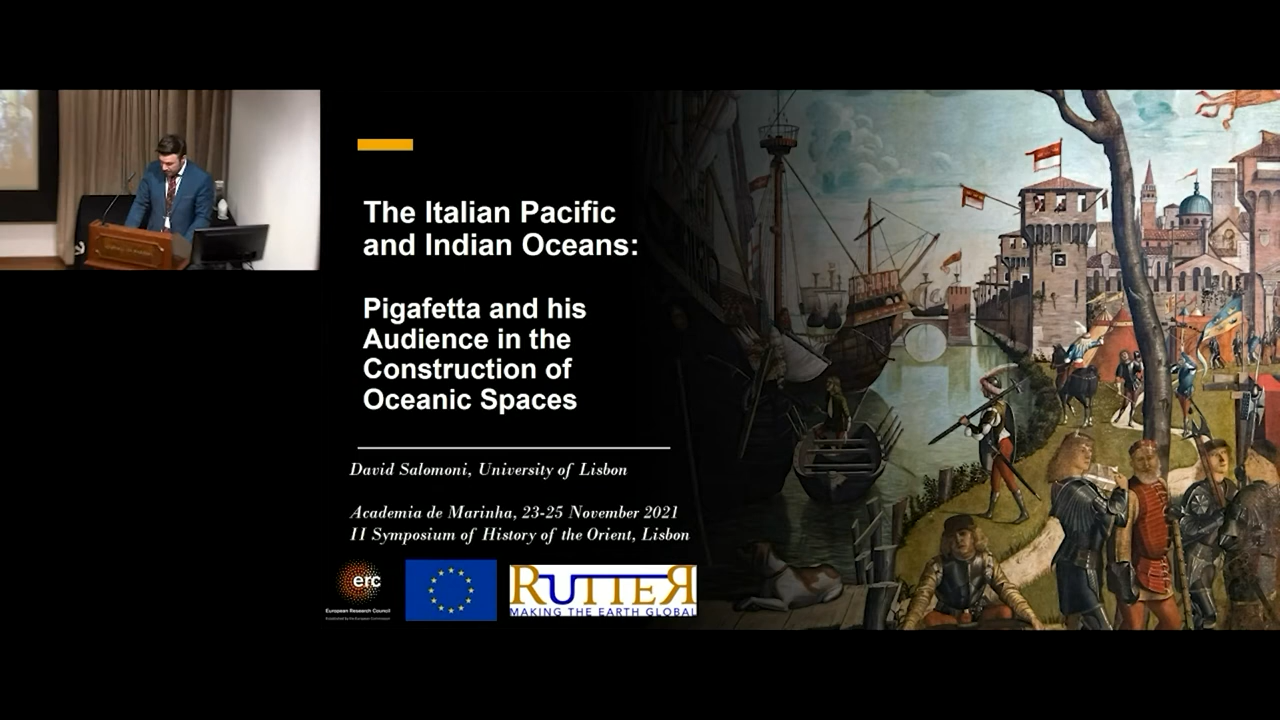 The Italian Pacific
and Indian Oceans:
Pigafetta and his
Audience in the
Construction of
Oceanic Spaces
David Salomoni, University of Lisbon
Academia de Marinha, 23-25 November 2021
II Symposium of History of the Orient, Lisbon
erc
European Research Council
RUTTER
MAKING THE EARTH GLOBAL